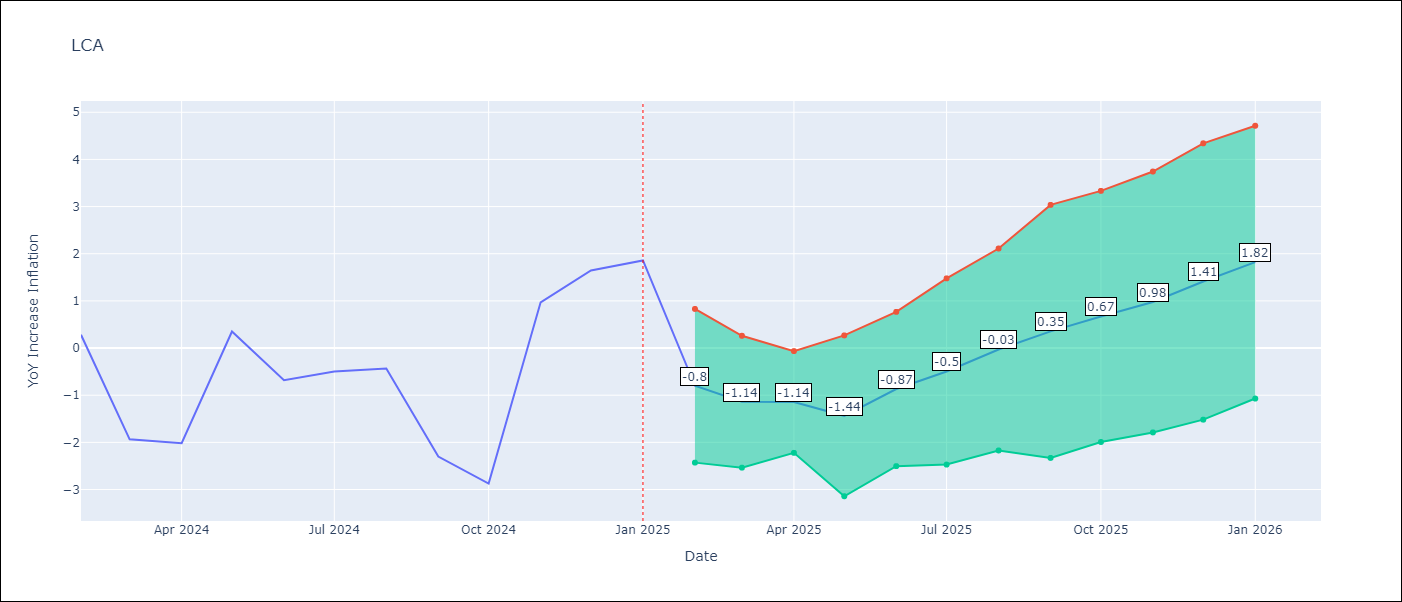 LCA
YoY Increase Inflation
5
4
3
2
1
0
−1
−2
−3
-0.8
-1.14
-1.14
-1.44
-0.87
-0.5
-0.03
0.35
0.67
0.98
1.41
1.82
Apr 2024
Jul 2024
Oct 2024
Jan 2025
Apr 2025
Jul 2025
Oct 2025
Jan 2026
Date